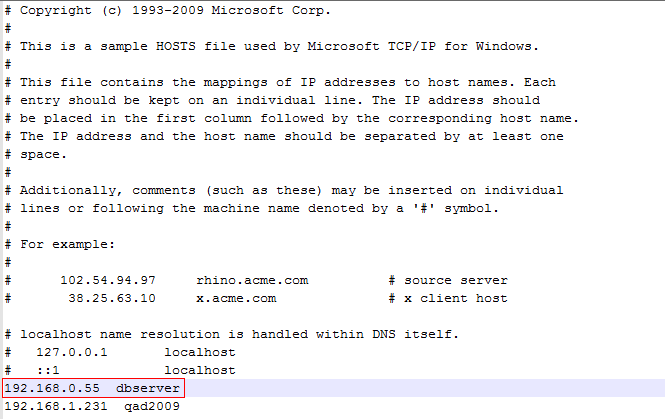 # Copyright (c) 1993-2009 Microsoft Corp.
#
# This is a sample HOSTS file used by Microsoft TCP/IP for Windows.
#
# This file contains the mappings of IP addresses to host names. Each
# entry should be kept on an individual line. The IP address should
# be placed in the first column followed by the corresponding host name.
# The IP address and the host name should be separated by at least one
# space.
#
# Additionally, comments (such as these) may be inserted on individual
# lines or following the machine name denoted by a '#' symbol.
#
# For example:
#
#      102.54.94.97     rhino.acme.com          # source server
#       38.25.63.10     x.acme.com              # x client host

# localhost name resolution is handled within DNS itself.
#   127.0.0.1       localhost
#   ::1             localhost
192.168.0.55  dbserver
192.168.1.231  qad2009